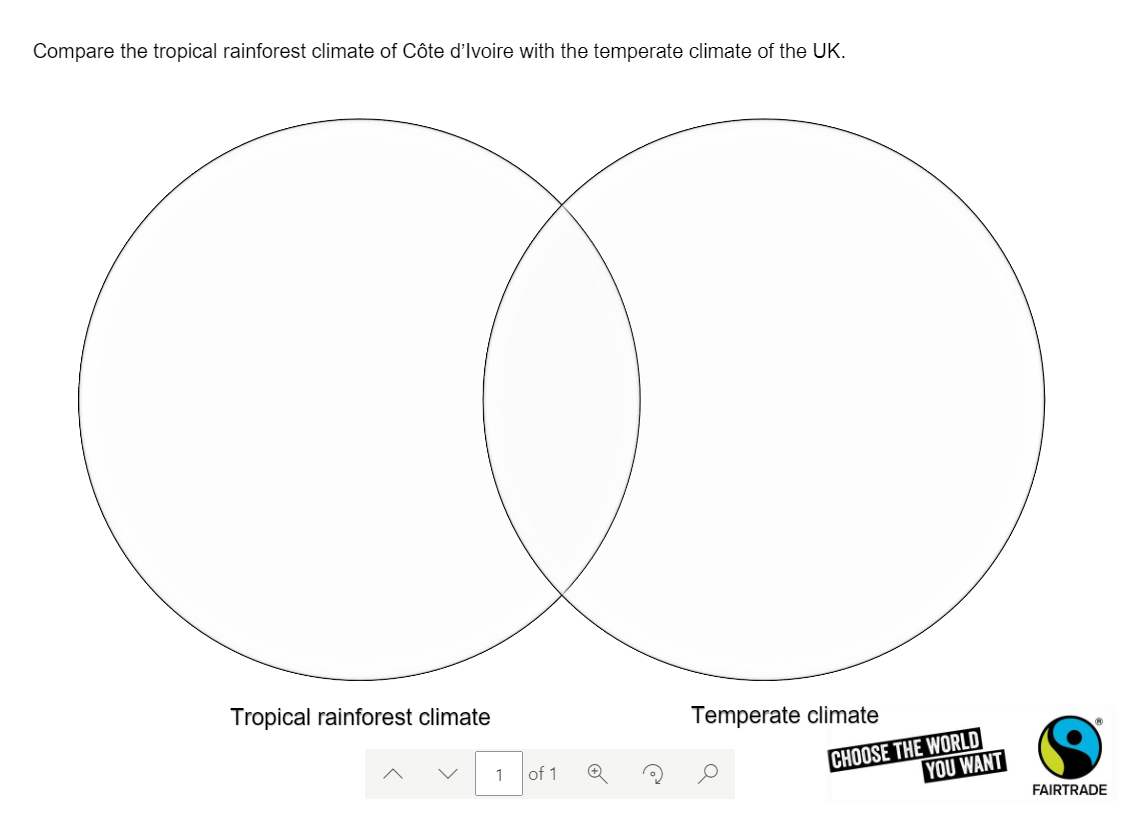 Compare the tropical rainforest climate of Côte d’Ivoire with the temperate climate of the UK.
Tropical rainforest climate
Temperate climate
CHOOSE THE WORLD
YOU WANT
®
FAIRTRADE
1 of 1